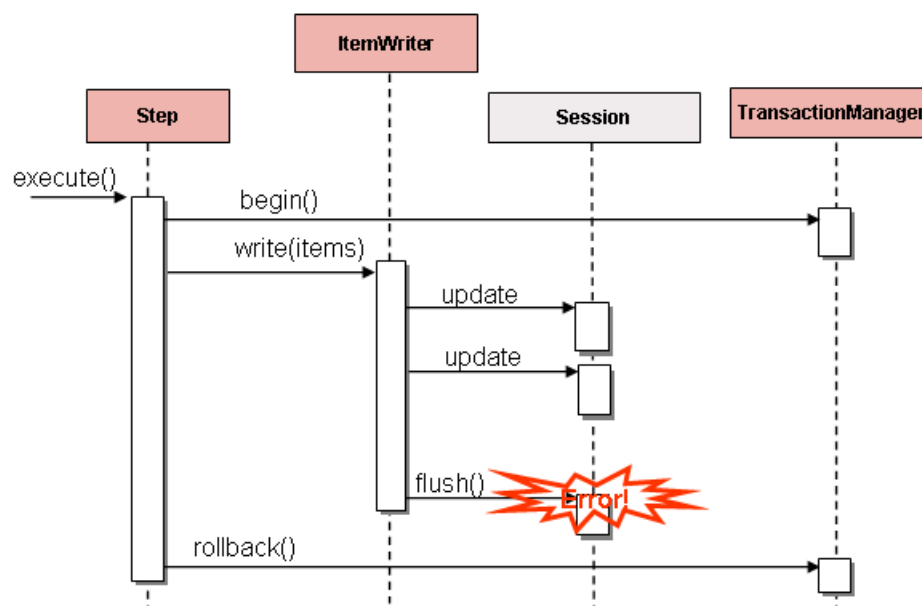 ItemWriter
Step
Session
TransactionManager
execute()
begin()
write(items)
update
update
flush()
Error!
rollback()